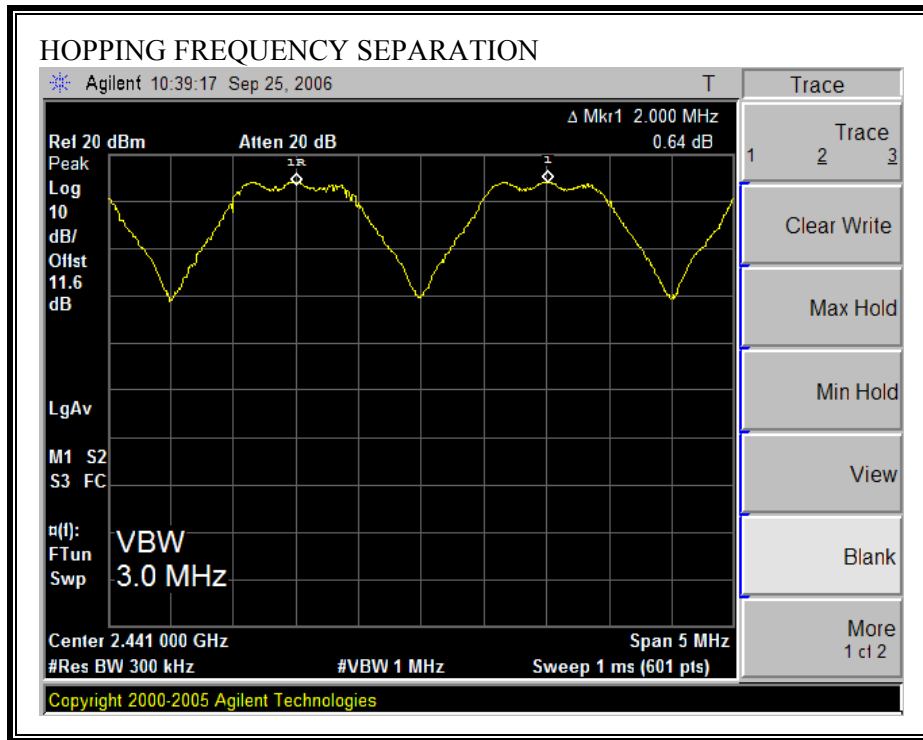 HOPPING FREQUENCY SEPARATION
Agilent 10:39:17 Sep 25, 2006 T
Trace
Δ Mkr1 2.000 MHz
Ref 20 dBm Atten 20 dB 0.64 dB
Peak
Log
10
dB/
Offst
11.6
dB
1R
1
LgAv
M1 S2
S3 FC
¤(f):
FTun
Swp
VBW
3.0 MHz
Center 2.441 000 GHz Span 5 MHz
#Res BW 300 kHz #VBW 1 MHz Sweep 1 ms (601 pts)
Copyright 2000-2005 Agilent Technologies
Trace
1 2 3
Clear Write
Max Hold
Min Hold
View
Blank
More
1 of 2